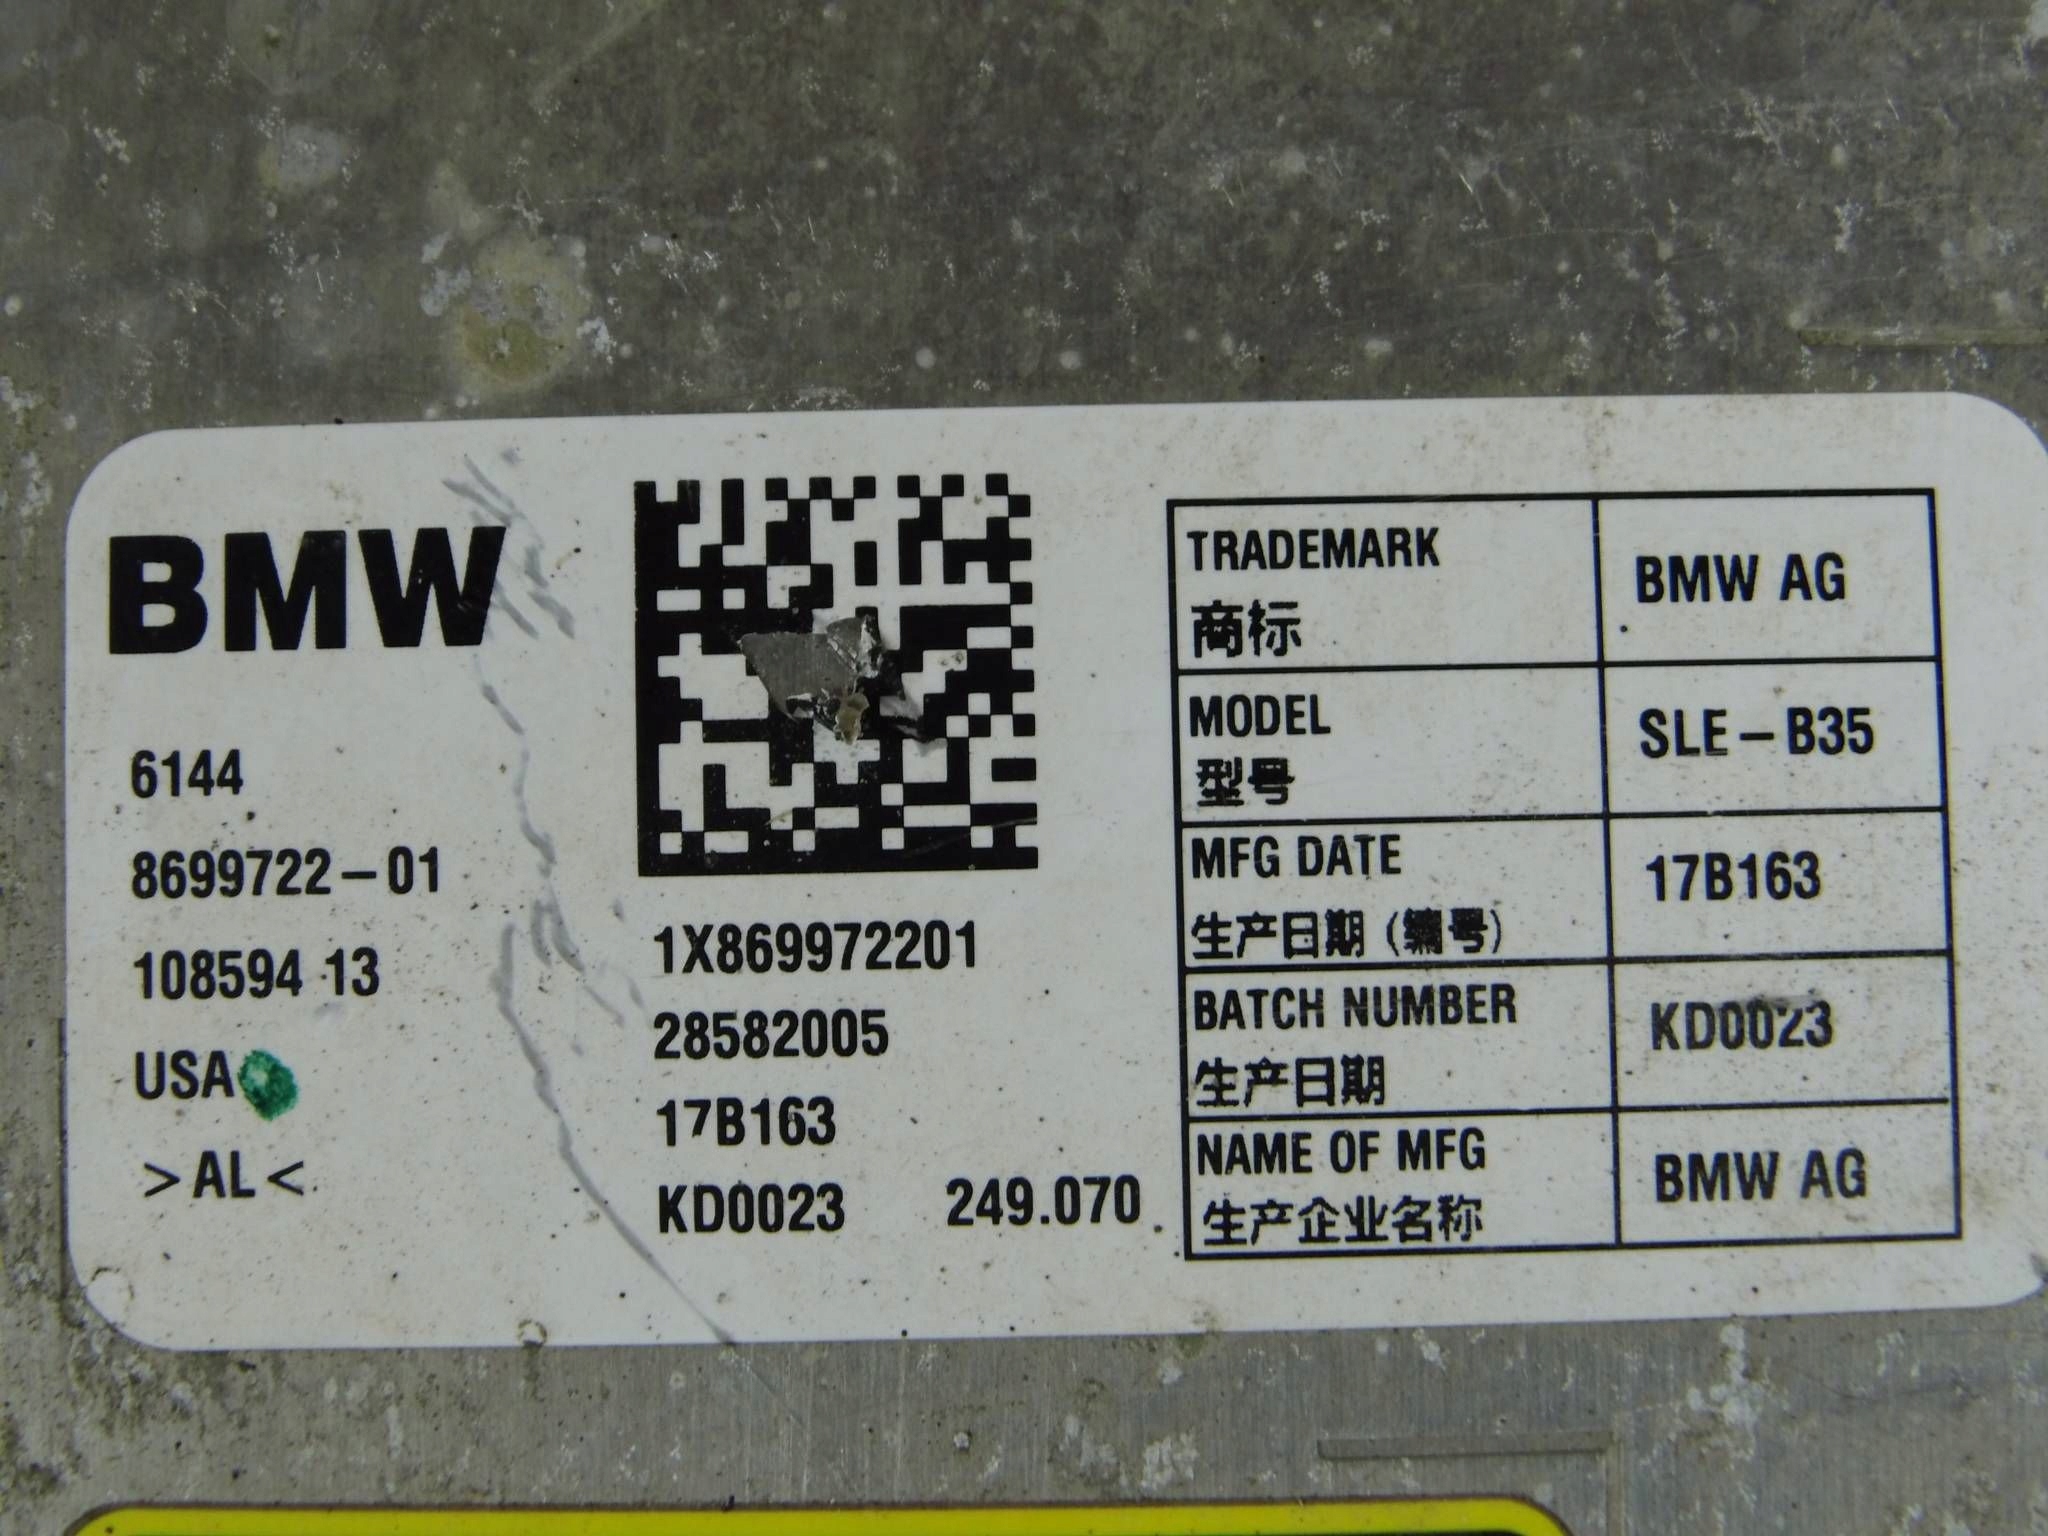 BMW
6144
8699722-01
108594 13
USA
>AL<
1X869972201
28582005
17B163
KD0023 249.070
TRADEMARK
商标
BMW AG
MODEL
型号
SLE-B35
MFG DATE
生产日期 (编号)
17B163
BATCH NUMBER
生产日期
KD0023
NAME OF MFG
生产企业名称
BMW AG